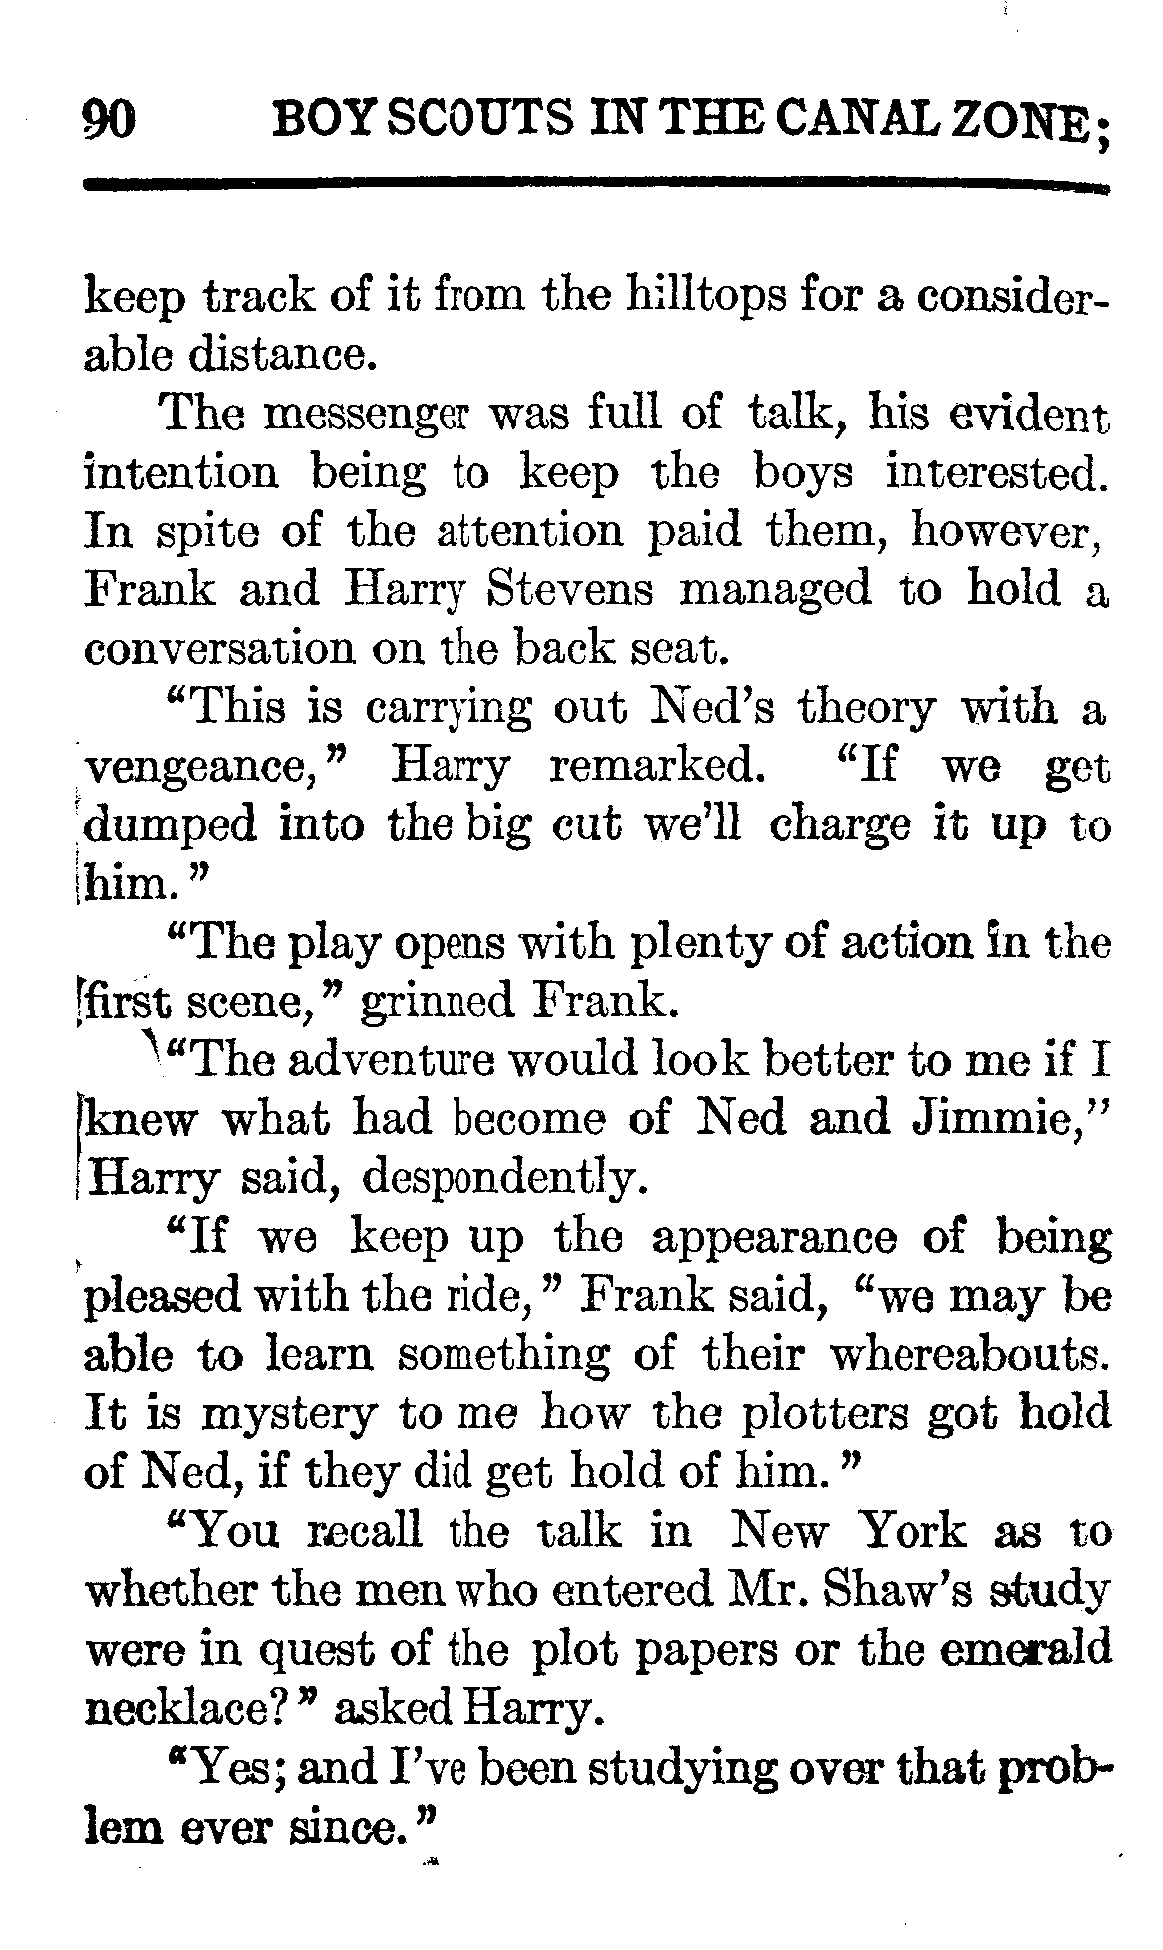 90 BOY SCOUTS IN THE CANAL ZONE;
keep track of it from the hilltops for a consider-
able distance.
The messenger was full of talk, his evident
intention being to keep the boys interested.
In spite of the attention paid them, however,
Frank and Harry Stevens managed to hold a
conversation on the back seat.
“This is carrying out Ned’s theory with a
vengeance,” Harry remarked. “If we get
dumped into the big cut we’ll charge it up to
him.”
“The play opens with plenty of action in the
first scene,” grinned Frank.
“The adventure would look better to me if I
knew what had become of Ned and Jimmie,”
Harry said, despondently.
“If we keep up the appearance of being
pleased with the ride,” Frank said, “we may be
able to learn something of their whereabouts.
It is mystery to me how the plotters got hold
of Ned, if they did get hold of him.”
“You recall the talk in New York as to
whether the men who entered Mr. Shaw’s study
were in quest of the plot papers or the emerald
necklace?” asked Harry.
“Yes; and I’ve been studying over that prob-
lem ever since.”